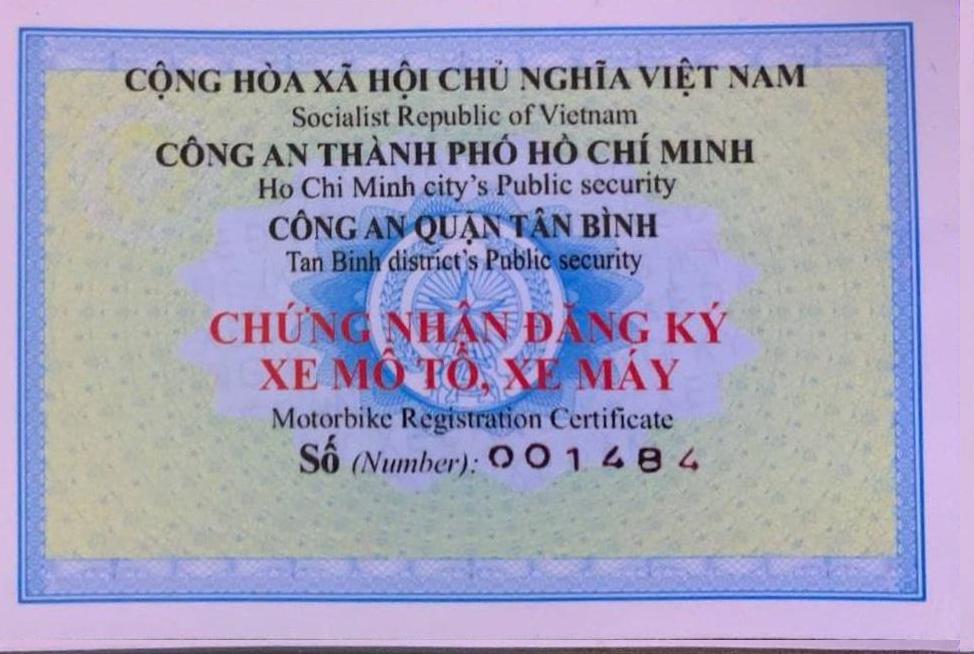 CỘNG HÒA XÃ HỘI CHỦ NGHĨA VIỆT NAM
Socialist Republic of Vietnam
CÔNG AN THÀNH PHỐ HỒ CHÍ MINH
Ho Chi Minh city's Public security
CÔNG AN QUẬN TÂN BÌNH
Tan Binh district's Public security
CHỨNG NHẬN ĐĂNG KÝ
XE MÔ TÔ, XE MÁY
Motorbike Registration Certificate
Số (Number): 001484